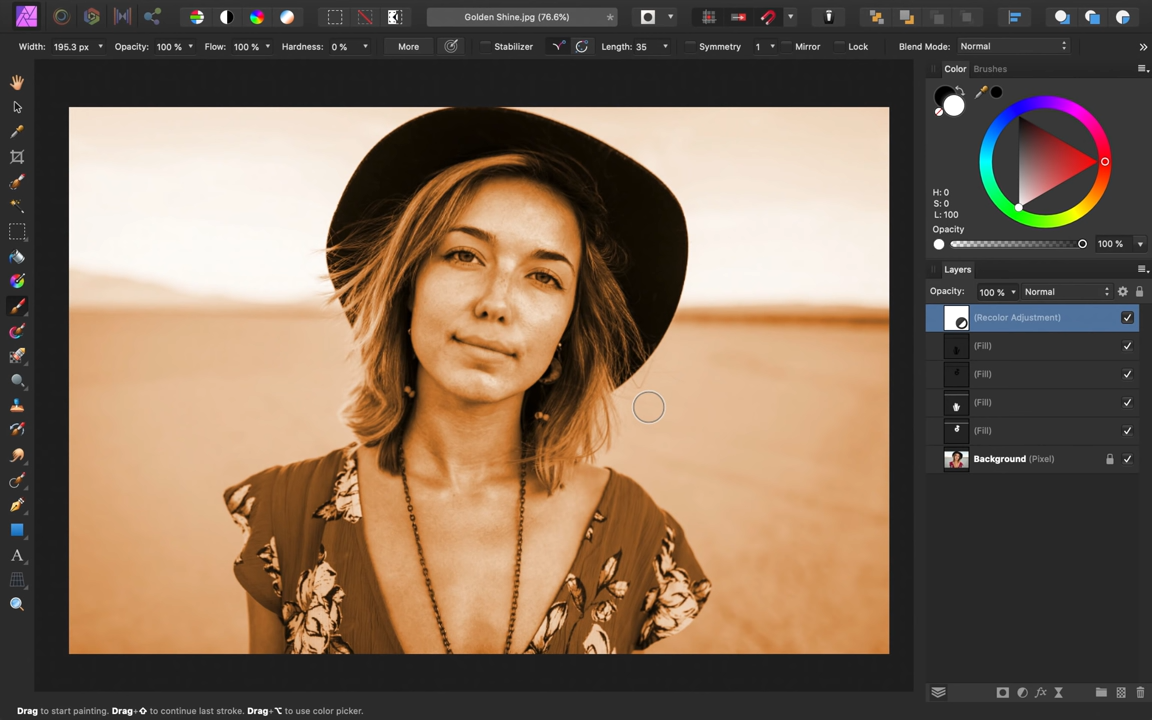 Golden Shine.jpg (76.6%)
Width: 195.3 px Opacity: 100 % Flow: 100 % Hardness: 0 % More Stabilizer Length: 35 Symmetry 1 Mirror Lock Blend Mode: Normal
Color Brushes
H: 0
S: 0
L: 100
Opacity
100 %
Layers
Opacity: 100 % Normal
(Recolor Adjustment)
(Fill)
(Fill)
(Fill)
(Fill)
Background (Pixel)
A
fx
Drag to start painting. Drag+⇧ to continue last stroke. Drag+⌥ to use color picker.